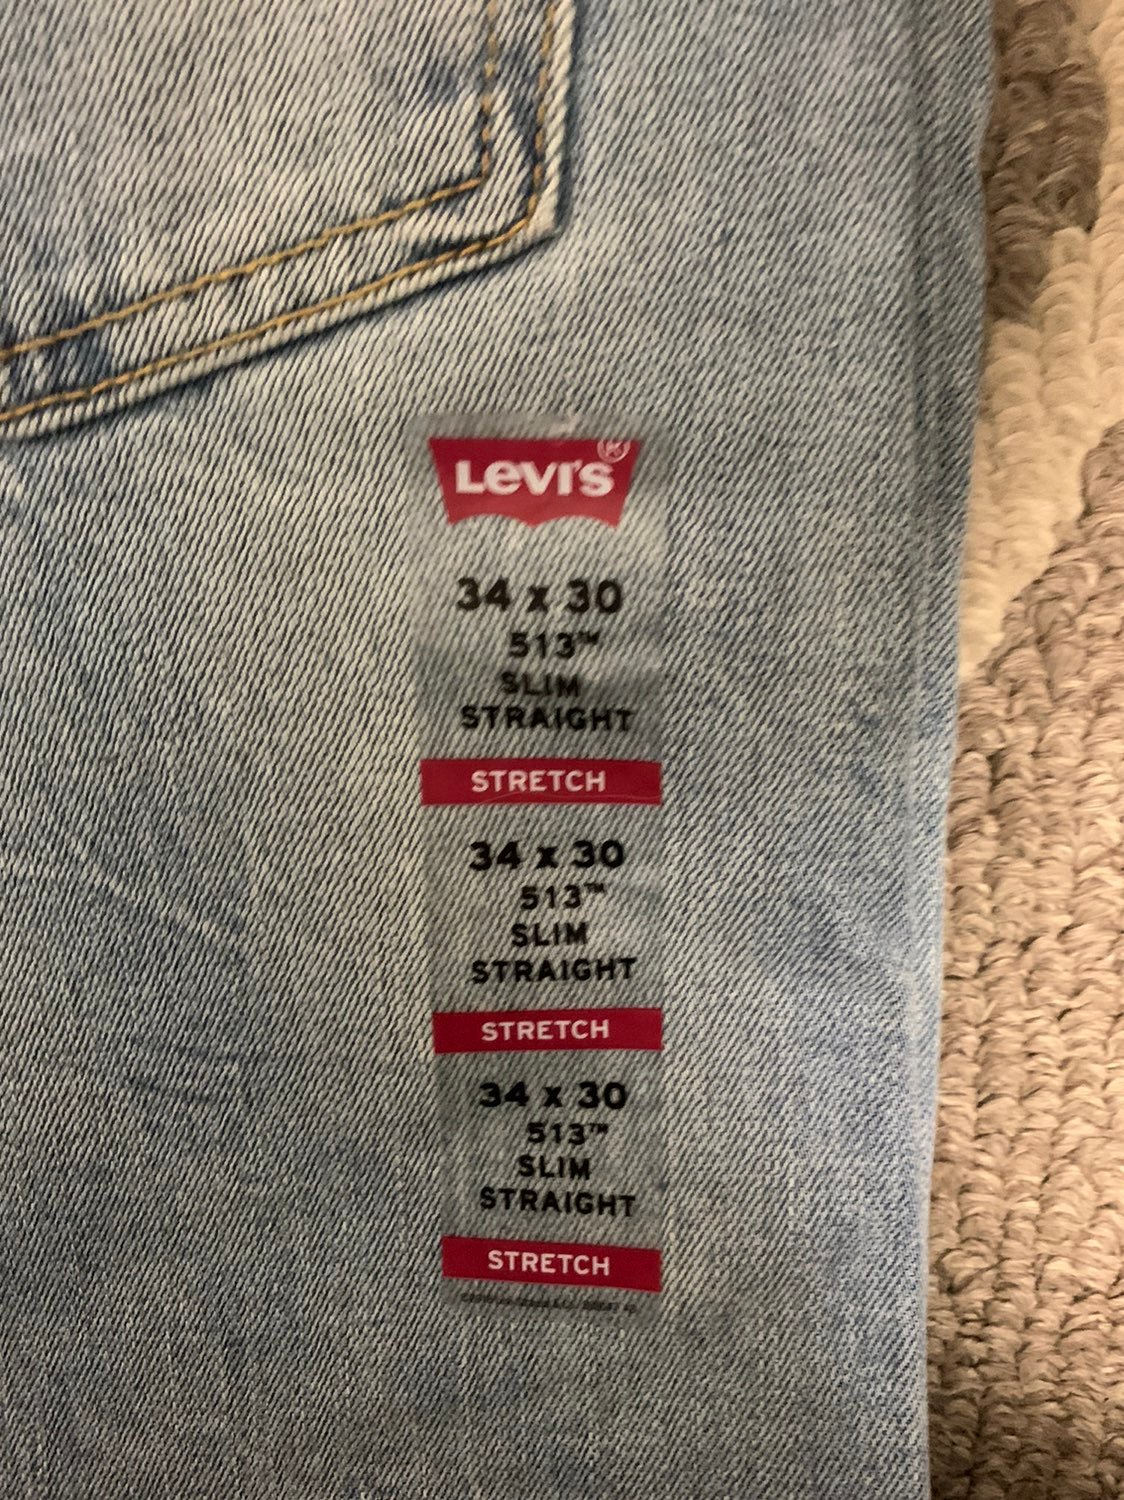 Levi's®
34 x 30
513™
SLIM
STRAIGHT
STRETCH
34 x 30
513™
SLIM
STRAIGHT
STRETCH
34 x 30
513™
SLIM
STRAIGHT
STRETCH